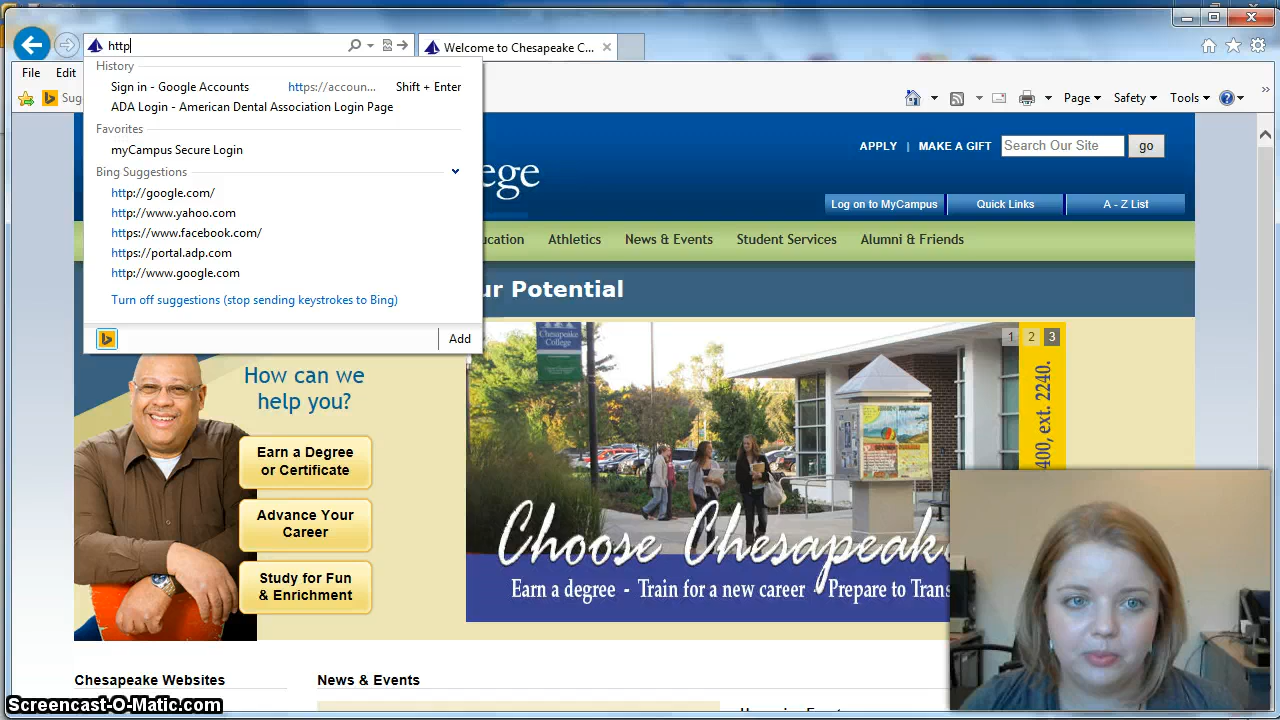 http
Welcome to Chesapeake C...
File Edit
History
Sign in - Google Accounts https://accoun... Shift + Enter
ADA Login - American Dental Association Login Page
Favorites
myCampus Secure Login
Bing Suggestions
http://google.com/
http://www.yahoo.com
https://www.facebook.com/
https://portal.adp.com
http://www.google.com
Turn off suggestions (stop sending keystrokes to Bing)
Add
Sug
Page Safety Tools
ege
APPLY | MAKE A GIFT Search Our Site go
Log on to MyCampus Quick Links A - Z List
ucation Athletics News & Events Student Services Alumni & Friends
ur Potential
Chesapeake
College
1 2 3
400, ext. 2240.
How can we
help you?
Earn a Degree
or Certificate
Advance Your
Career
Study for Fun
& Enrichment
Choose Chesapeak
Earn a degree - Train for a new career - Prepare to Trans
Chesapeake Websites News & Events
Screencast-O-Matic.com